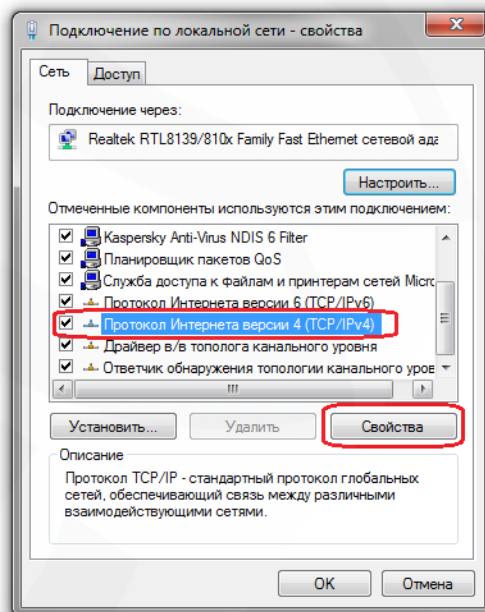 Подключение по локальной сети - свойства
Сеть
Доступ
Подключение через:
Realtek RTL8139/810x Family Fast Ethernet сетевой ада
Настроить...
Отмеченные компоненты используются этим подключением:
Kaspersky Anti-Virus NDIS 6 Filter
Планировщик пакетов QoS
Служба доступа к файлам и принтерам сетей Micro
Протокол Интернета версии 6 (TCP/IPv6)
Протокол Интернета версии 4 (TCP/IPv4)
Драйвер в/в тополога канального уровня
Ответчик обнаружения топологии канального уров
Установить...
Удалить
Свойства
Описание
Протокол TCP/IP - стандартный протокол глобальных
сетей, обеспечивающий связь между различными
взаимодействующими сетями.
OK
Отмена